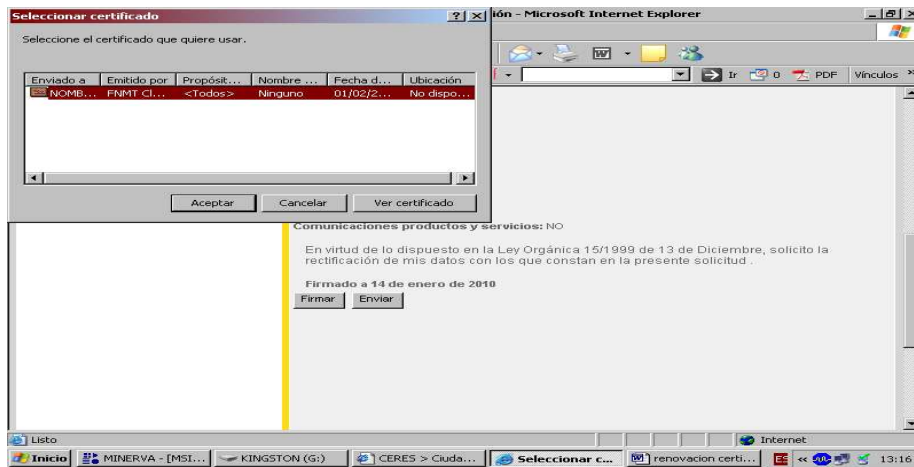 Seleccionar certificado
ión - Microsoft Internet Explorer
Seleccione el certificado que quiere usar.
Enviado a Emitido por Propósit... Nombre ... Fecha d... Ubicación
NOMB... FNMT Cl... <Todos> Ninguno 01/02/2... No dispo...
Ir 0 PDF Vínculos
Aceptar Cancelar Ver certificado
Comunicaciones productos y servicios: NO
En virtud de lo dispuesto en la Ley Orgánica 15/1999 de 13 de Diciembre, solicito la
rectificación de mis datos con los que constan en la presente solicitud .
Firmado a 14 de enero de 2010
Firmar Enviar
Listo Internet
Inicio MINERVA - [MSI... KINGSTON (G:) CERES > Ciuda... Seleccionar c... renovacion certi... ES 13:16